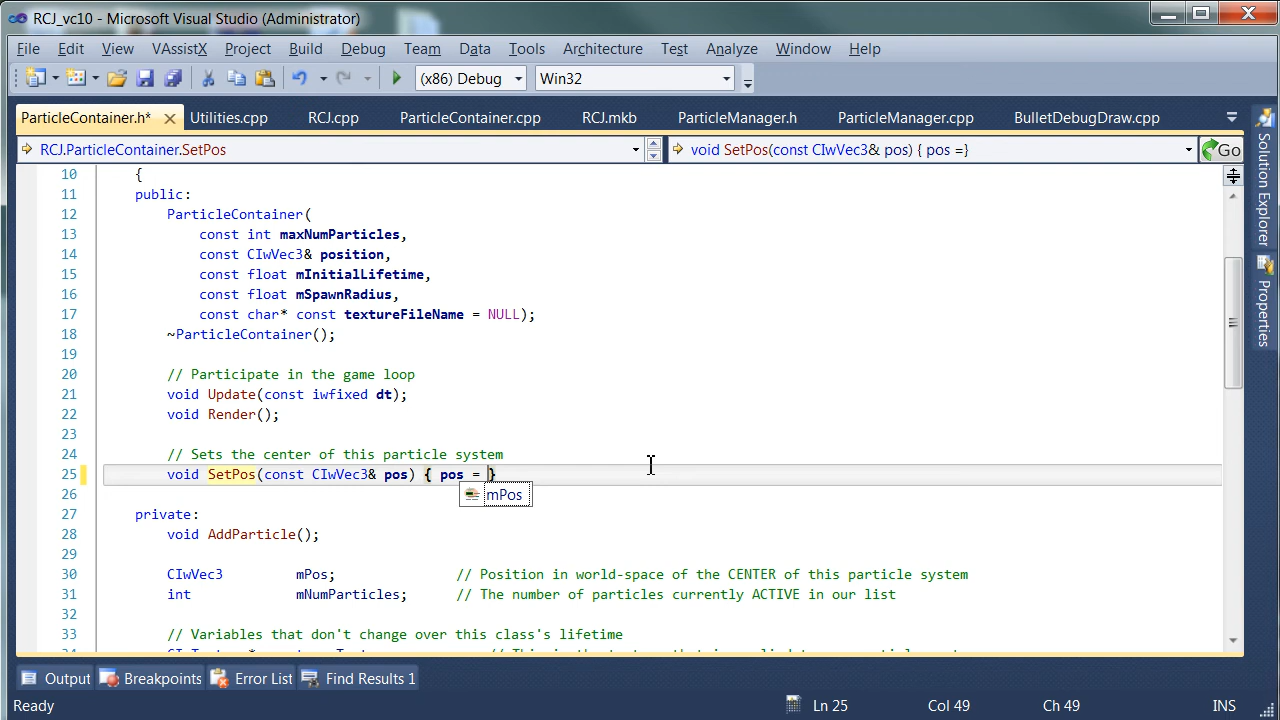 RCJ_vc10 - Microsoft Visual Studio (Administrator)
File Edit View VAssistX Project Build Debug Team Data Tools Architecture Test Analyze Window Help
(x86) Debug Win32
ParticleContainer.h* Utilities.cpp RCJ.cpp ParticleContainer.cpp RCJ.mkb ParticleManager.h ParticleManager.cpp BulletDebugDraw.cpp
RCJ.ParticleContainer.SetPos void SetPos(const CIwVec3& pos) { pos =} Go
10 {
11 public:
12 ParticleContainer(
13 const int maxNumParticles,
14 const CIwVec3& position,
15 const float mInitialLifetime,
16 const float mSpawnRadius,
17 const char* const textureFileName = NULL);
18 ~ParticleContainer();
19
20 // Participate in the game loop
21 void Update(const iwfixed dt);
22 void Render();
23
24 // Sets the center of this particle system
25 void SetPos(const CIwVec3& pos) { pos = }
mPos
26
27 private:
28 void AddParticle();
29
30 CIwVec3 mPos; // Position in world-space of the CENTER of this particle system
31 int mNumParticles; // The number of particles currently ACTIVE in our list
32
33 // Variables that don't change over this class's lifetime
Solution Explorer
Properties
Output Breakpoints Error List Find Results 1
Ready Ln 25 Col 49 Ch 49 INS